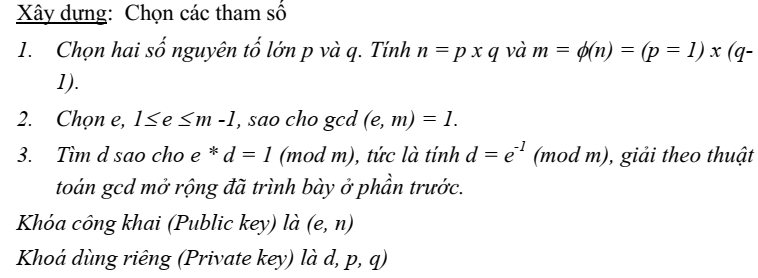 Xây dựng: Chọn các tham số
1. Chọn hai số nguyên tố lớn p và q. Tính n = p x q và m = ϕ(n) = (p = 1) x (q-
1).
2. Chọn e, 1≤e ≤m -1, sao cho gcd (e, m) = 1.
3. Tìm d sao cho e * d = 1 (mod m), tức là tính d = e⁻¹ (mod m), giải theo thuật
toán gcd mở rộng đã trình bày ở phần trước.
Khóa công khai (Public key) là (e, n)
Khoá dùng riêng (Private key) là d, p, q)